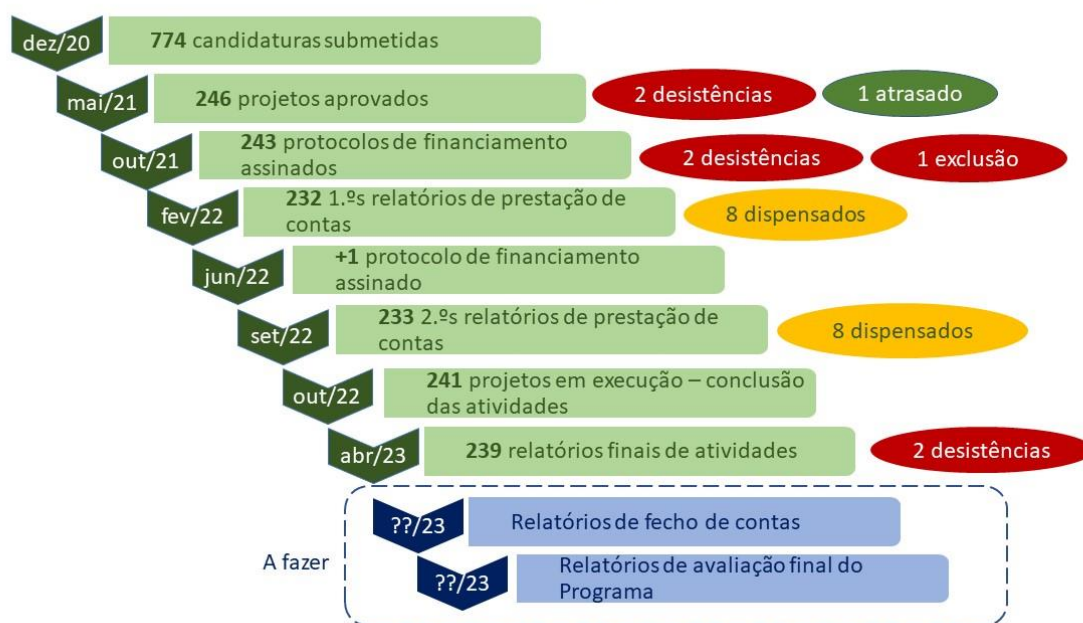 dez/20
774 candidaturas submetidas
mai/21
246 projetos aprovados
2 desistências
1 atrasado
out/21
243 protocolos de financiamento
assinados
2 desistências
1 exclusão
fev/22
232 1.ºs relatórios de prestação de
contas
8 dispensados
jun/22
+1 protocolo de financiamento
assinado
set/22
233 2.ºs relatórios de prestação de
contas
8 dispensados
out/22
241 projetos em execução – conclusão
das atividades
abr/23
239 relatórios finais de atividades
2 desistências
A fazer
??/23
Relatórios de fecho de contas
??/23
Relatórios de avaliação final do
Programa